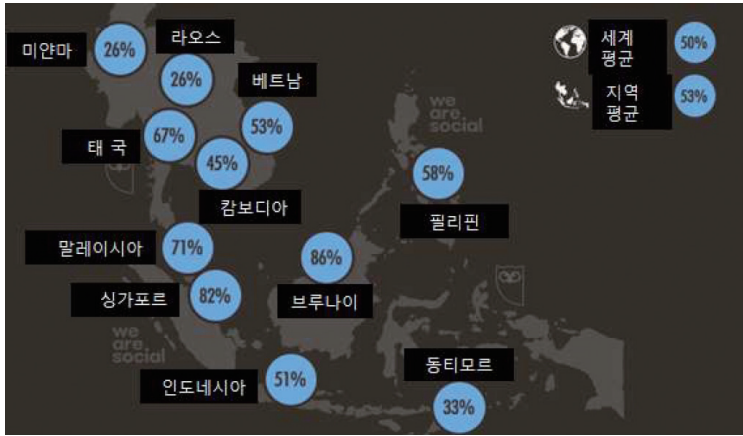 미얀마
26%
라오스
26%
베트남
53%
태 국
67%
45%
캄보디아
58%
필리핀
말레이시아
71%
싱가포르
82%
86%
브루나이
인도네시아
51%
동티모르
33%
세계
평균
50%
지역
평균
53%
we
are
social
we
are
social